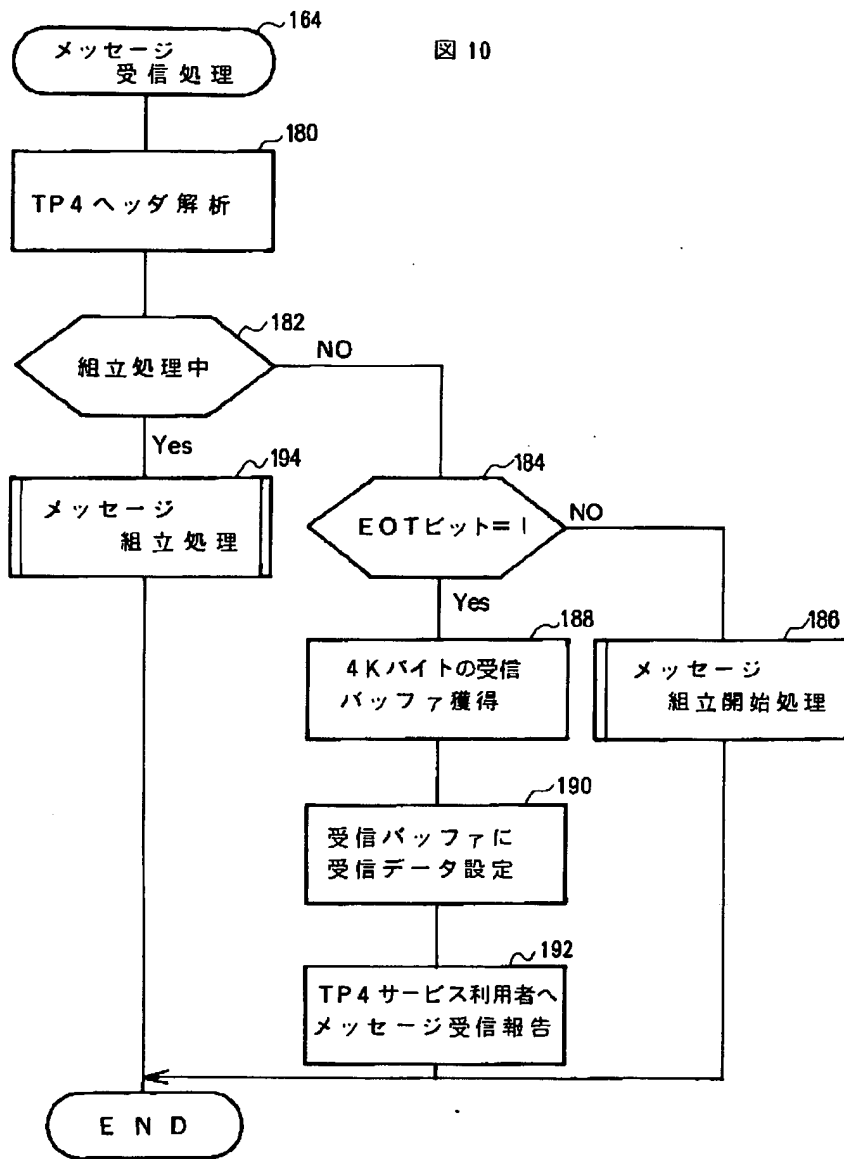 164
メッセージ
受信処理
図 10
180
TP4ヘッダ解析
182
組立処理中
NO
Yes
194
メッセージ
組立処理
184
EOTビット=1
NO
Yes
188
4Kバイトの受信
バッファ獲得
186
メッセージ
組立開始処理
190
受信バッファに
受信データ設定
192
TP4サービス利用者へ
メッセージ受信報告
END